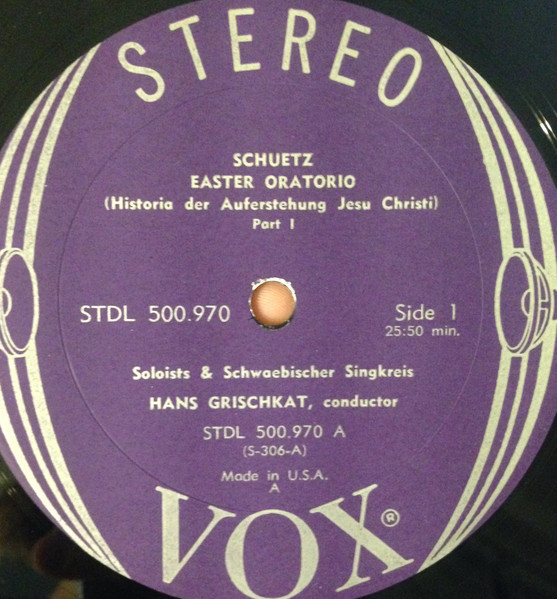 STEREO
SCHUETZ
EASTER ORATORIO
(Historia der Auferstehung Jesu Christi)
Part I
STDL 500.970
Side 1
25:50 min.
Soloists & Schwaebischer Singkreis
HANS GRISCHKAT, conductor
STDL 500.970 A
(S-306-A)
Made in U.S.A.
A
VOX®